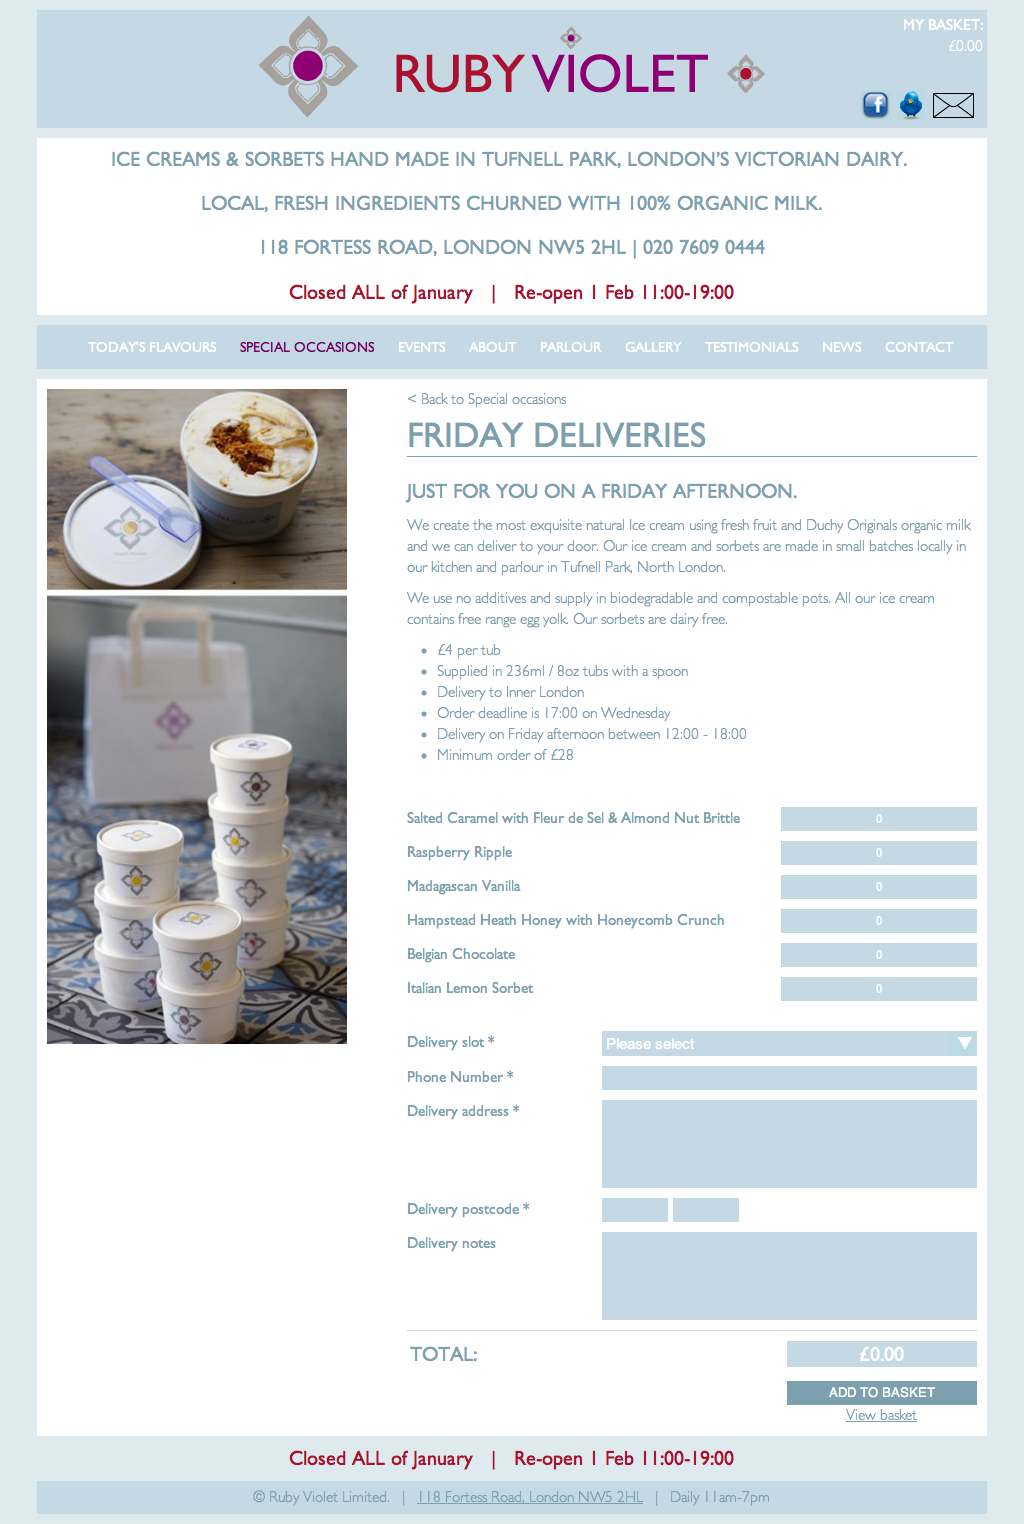 MY BASKET:
£0.00
RUBY VIOLET
ICE CREAMS & SORBETS HAND MADE IN TUFNELL PARK, LONDON'S VICTORIAN DAIRY.
LOCAL, FRESH INGREDIENTS CHURNED WITH 100% ORGANIC MILK.
118 FORTESS ROAD, LONDON NW5 2HL | 020 7609 0444
Closed ALL of January | Re-open 1 Feb 11:00-19:00
TODAY'S FLAVOURS SPECIAL OCCASIONS EVENTS ABOUT PARLOUR GALLERY TESTIMONIALS NEWS CONTACT
< Back to Special occasions
FRIDAY DELIVERIES
JUST FOR YOU ON A FRIDAY AFTERNOON.
We create the most exquisite natural Ice cream using fresh fruit and Duchy Originals organic milk
and we can deliver to your door. Our ice cream and sorbets are made in small batches locally in
our kitchen and parlour in Tufnell Park, North London.
We use no additives and supply in biodegradable and compostable pots. All our ice cream
contains free range egg yolk. Our sorbets are dairy free.
• £4 per tub
• Supplied in 236ml / 8oz tubs with a spoon
• Delivery to Inner London
• Order deadline is 17:00 on Wednesday
• Delivery on Friday afternoon between 12:00 - 18:00
• Minimum order of £28
Salted Caramel with Fleur de Sel & Almond Nut Brittle 0
Raspberry Ripple 0
Madagascan Vanilla 0
Hampstead Heath Honey with Honeycomb Crunch 0
Belgian Chocolate 0
Italian Lemon Sorbet 0
Delivery slot * Please select
Phone Number *
Delivery address *
Delivery postcode *
Delivery notes
TOTAL: £0.00
ADD TO BASKET
View basket
Closed ALL of January | Re-open 1 Feb 11:00-19:00
© Ruby Violet Limited. | 118 Fortess Road, London NW5 2HL | Daily 11am-7pm